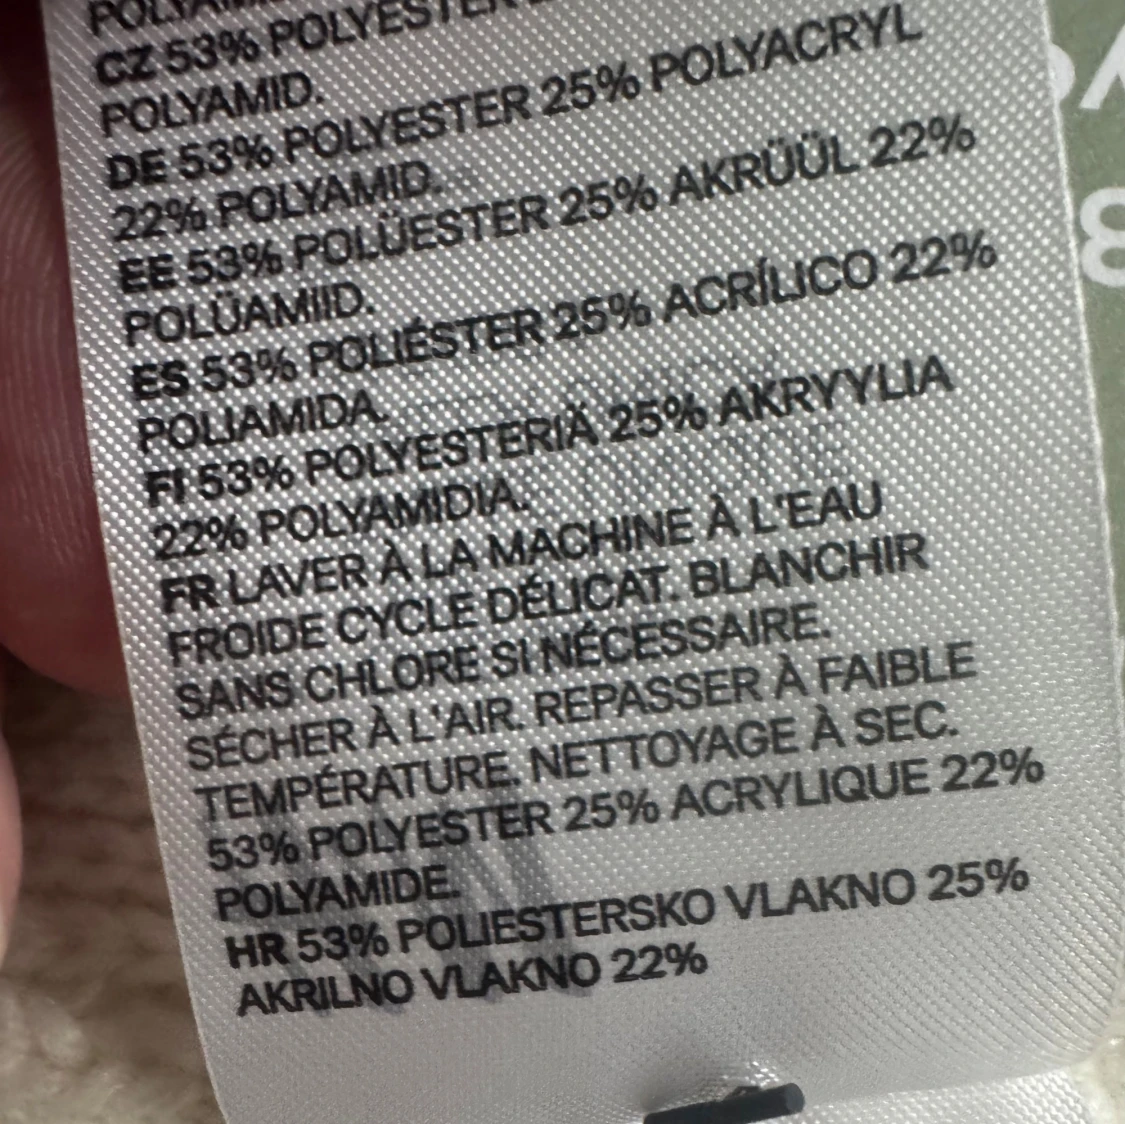 CZ 53% POLYESTER
POLYAMID.
DE 53% POLYESTER 25% POLYACRYL
22% POLYAMID.
EE 53% POLÜESTER 25% AKRÜÜL 22%
POLÜAMIID.
ES 53% POLIÉSTER 25% ACRÍLICO 22%
POLIAMIDA.
FI 53% POLYESTERIÄ 25% AKRYYLIA
22% POLYAMIDIA.
FR LAVER À LA MACHINE À L'EAU
FROIDE CYCLE DÉLICAT. BLANCHIR
SANS CHLORE SI NÉCESSAIRE.
SÉCHER À L'AIR. REPASSER À FAIBLE
TEMPÉRATURE. NETTOYAGE À SEC.
53% POLYESTER 25% ACRYLIQUE 22%
POLYAMIDE.
HR 53% POLIESTERSKO VLAKNO 25%
AKRILNO VLAKNO 22%